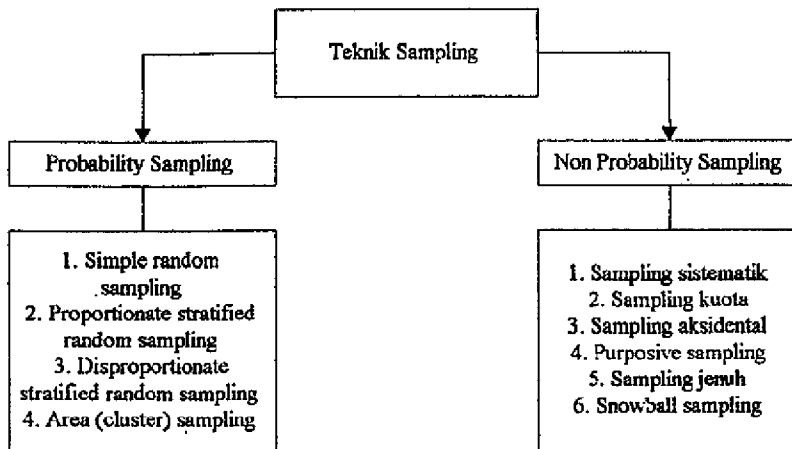 Teknik Sampling
Probability Sampling
Non Probability Sampling
1. Simple random
sampling
2. Proportionate stratified
random sampling
3. Disproportionate
stratified random sampling
4. Area (cluster) sampling
1. Sampling sistematik
2. Sampling kuota
3. Sampling aksidental
4. Purposive sampling
5. Sampling jenuh
6. Snowball sampling